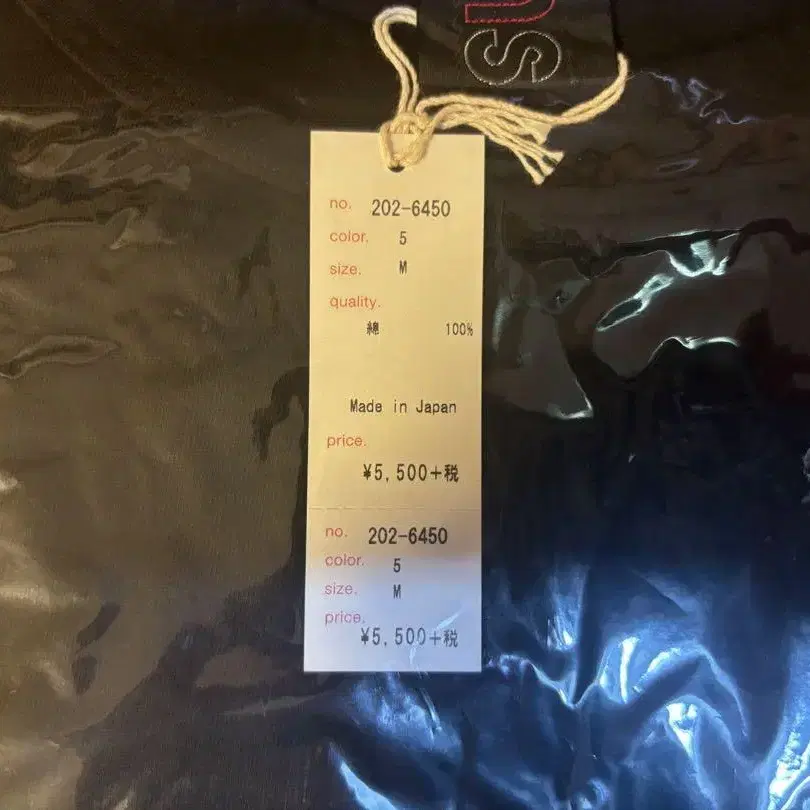 no. 202-6450
color. 5
size. M
quality.
綿 100%
Made in Japan
price.
¥5,500+税
no. 202-6450
color. 5
size. M
price.
¥5,500+税